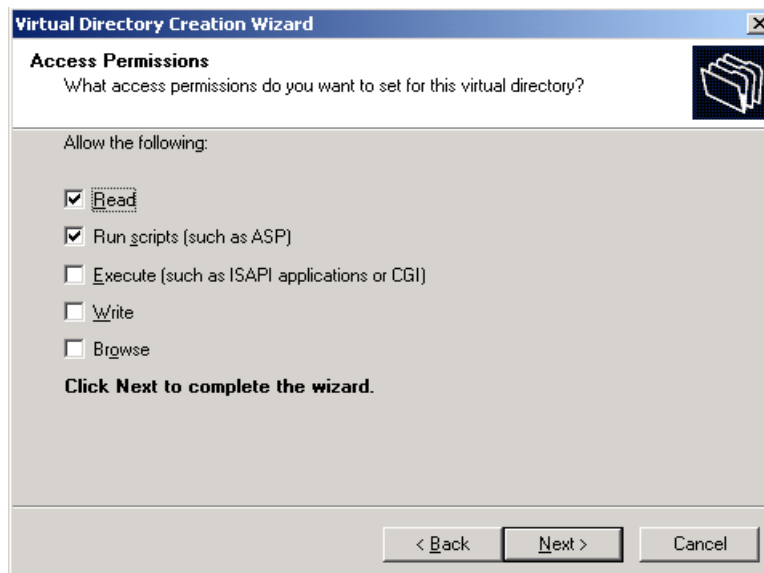 Virtual Directory Creation Wizard
Access Permissions
What access permissions do you want to set for this virtual directory?
Allow the following:
Read
Run scripts (such as ASP)
Execute (such as ISAPI applications or CGI)
Write
Browse
Click Next to complete the wizard.
< Back
Next >
Cancel